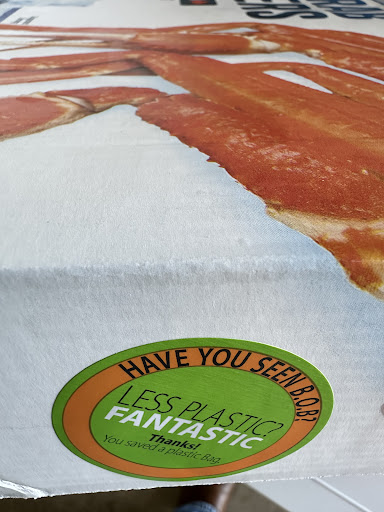 HAVE YOU SEEN B.O.B?
LESS PLASTIC?
FANTASTIC
Thanks!
You saved a plastic Bag.